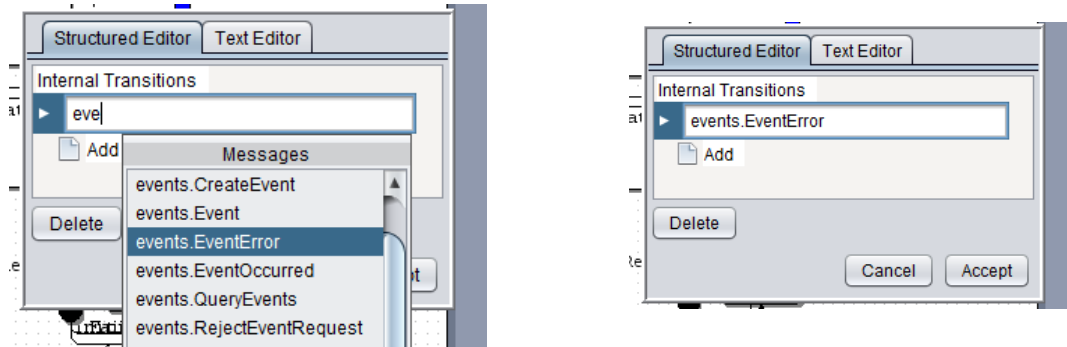 Structured Editor Text Editor
Internal Transitions
eve
Add
Messages
events.CreateEvent
events.Event
events.EventError
events.EventOccurred
events.QueryEvents
events.RejectEventRequest
Delete
Structured Editor Text Editor
Internal Transitions
events.EventError
Add
Delete
Cancel Accept